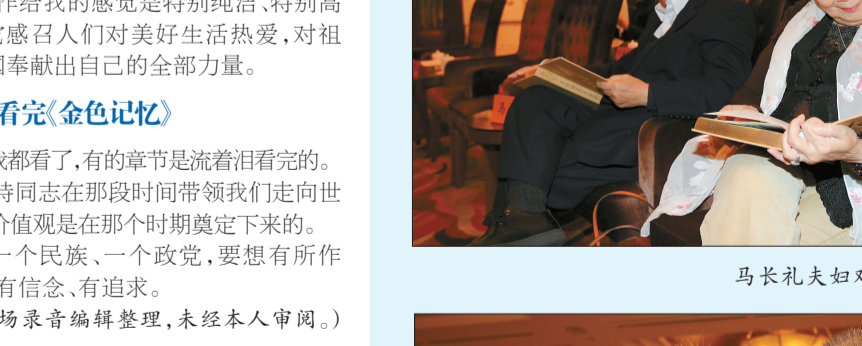 作给我的感觉是特别纯洁、特别高
感召人们对美好生活热爱,对祖
国奉献出自己的全部力量。
看完《金色记忆》
我都看了,有的章节是流着泪看完的。
诗同志在那段时间带领我们走向世
价值观是在那个时期奠定下来的。
一个民族、一个政党,要想有所作
有信念、有追求。
场录音编辑整理,未经本人审阅。)
马长礼夫妇对